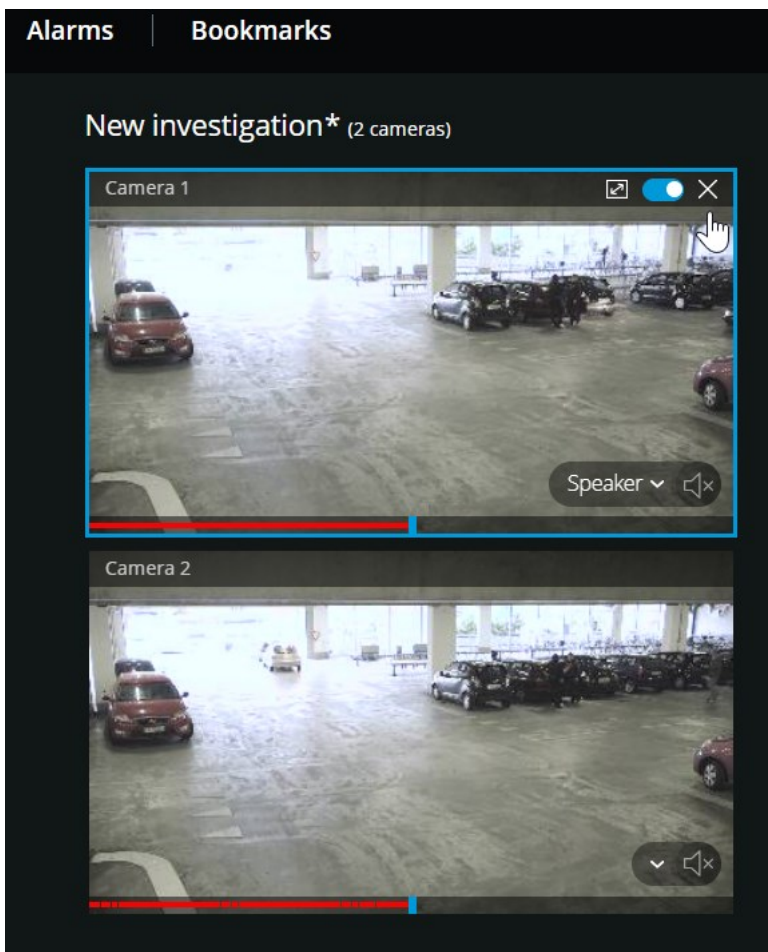 Alarms Bookmarks
New investigation* (2 cameras)
Camera 1
Speaker
Camera 2